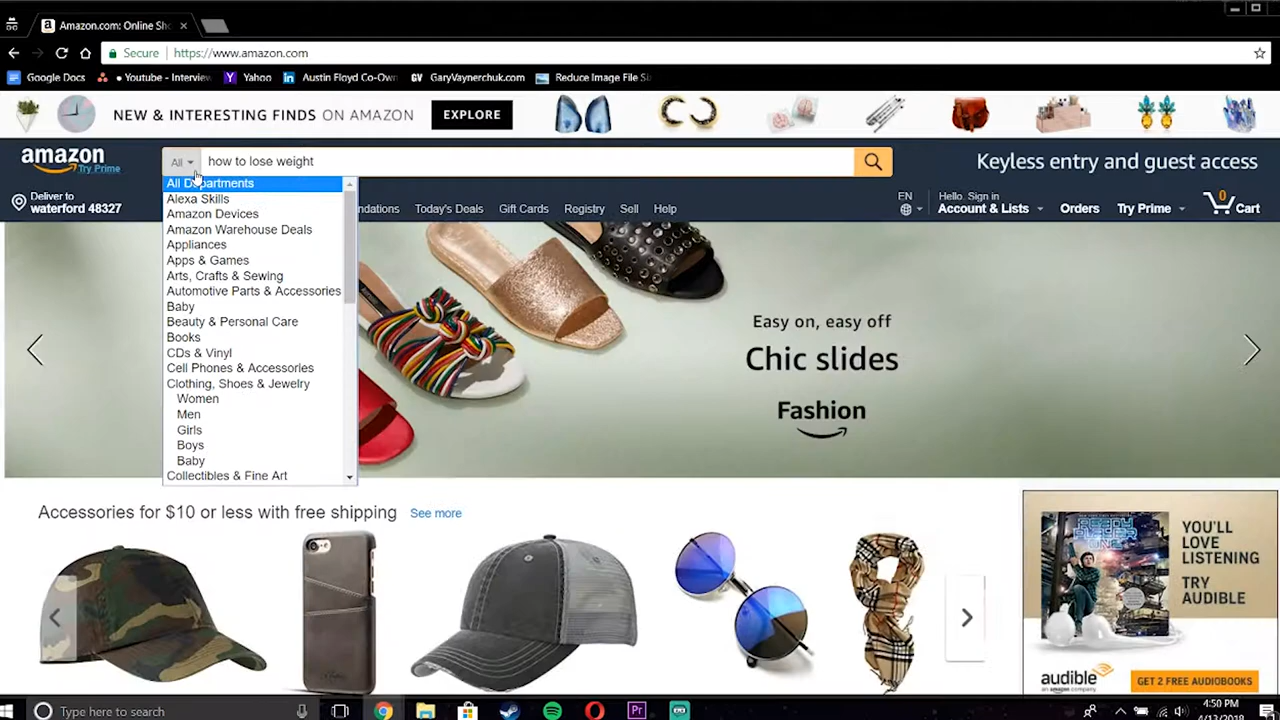 Amazon.com: Online Sh
Secure https://www.amazon.com
Google Docs
Youtube - Interview
Yahoo
Austin Floyd Co-Own
GaryVaynerchuk.com
Reduce Image File Si
NEW & INTERESTING FINDS ON AMAZON
EXPLORE
amazon
Try Prime
All
how to lose weight
Keyless entry and guest access
Deliver to
waterford 48327
Today's Deals
Gift Cards
Registry
Sell
Help
EN
Hello. Sign in
Account & Lists
Orders
Try Prime
0
Cart
All Departments
Alexa Skills
Amazon Devices
Amazon Warehouse Deals
Appliances
Apps & Games
Arts, Crafts & Sewing
Automotive Parts & Accessories
Baby
Beauty & Personal Care
Books
CDs & Vinyl
Cell Phones & Accessories
Clothing, Shoes & Jewelry
Women
Men
Girls
Boys
Baby
Collectibles & Fine Art
Easy on, easy off
Chic slides
Fashion
Accessories for $10 or less with free shipping
See more
READY PLAYER ONE
YOU'LL
LOVE
LISTENING
TRY
AUDIBLE
audible
an amazon company
GET 2 FREE AUDIOBOOKS
Type here to search
Pr
4:50 PM
4/13/2018